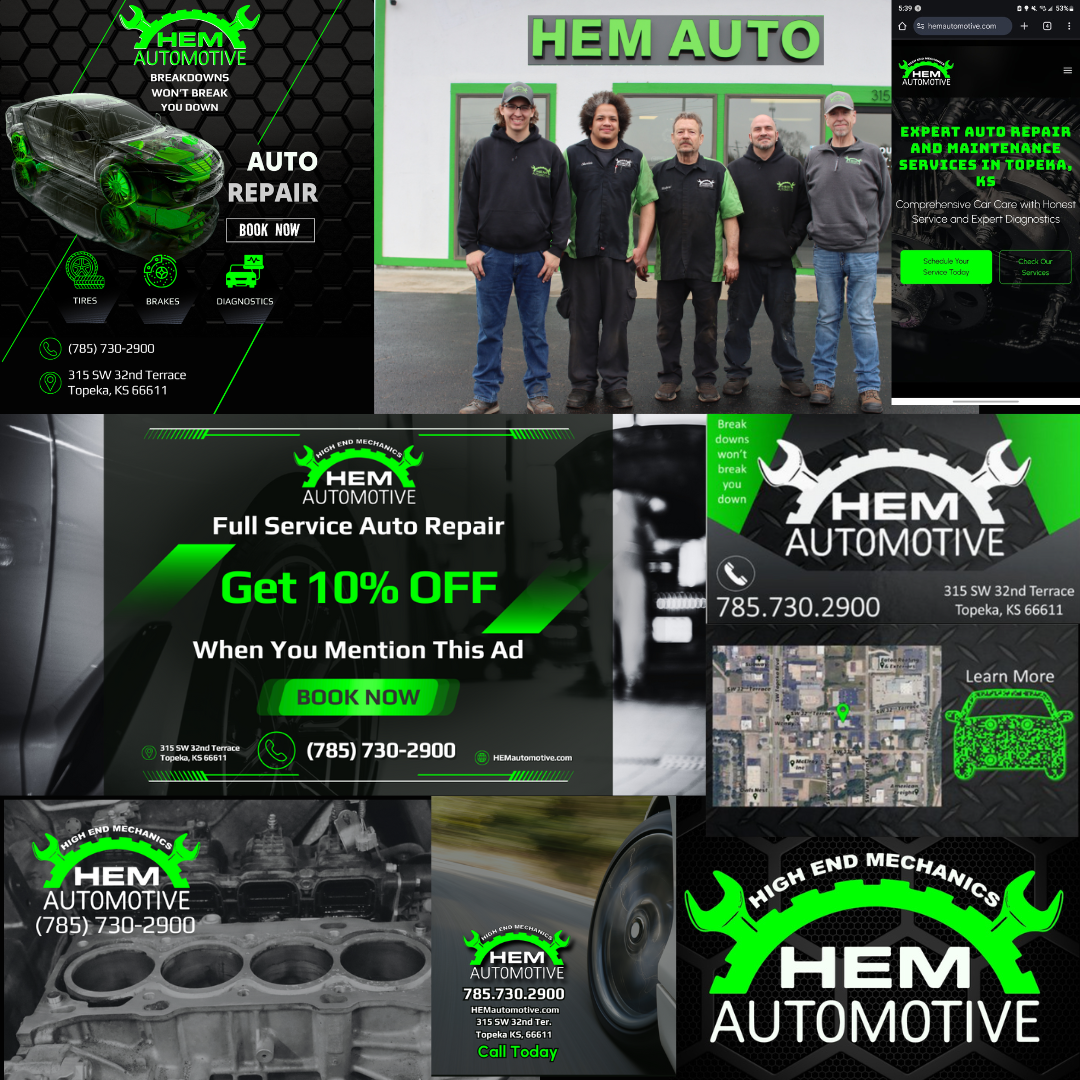 HEM
AUTOMOTIVE
BREAKDOWNS
WON'T BREAK
YOU DOWN
AUTO
REPAIR
BOOK NOW
TIRES
BRAKES
DIAGNOSTICS
(785) 730-2900
315 SW 32nd Terrace
Topeka, KS 66611
HEM AUTO
315
5:39
53%
hemautomotive.com
HIGH END MECHANICS
HEM
AUTOMOTIVE
EXPERT AUTO REPAIR
AND MAINTENANCE
SERVICES IN TOPEKA,
KS
Comprehensive Car Care with Honest
Service and Expert Diagnostics
Schedule Your
Service Today
Check Our
Services
HIGH END MECHANICS
HEM
AUTOMOTIVE
Full Service Auto Repair
Get 10% OFF
When You Mention This Ad
BOOK NOW
315 SW 32nd Terrace
Topeka, KS 66611
(785) 730-2900
HEMautomotive.com
Break
downs
won't
break
you
down
HEM
AUTOMOTIVE
785.730.2900
315 SW 32nd Terrace
Topeka, KS 66611
Learn More
HIGH END MECHANICS
HEM
AUTOMOTIVE
(785) 730-2900
HIGH END MECHANICS
HEM
AUTOMOTIVE
785.730.2900
HEMautomotive.com
315 SW 32nd Ter.
Topeka KS, 66611
Call Today
HIGH END MECHANICS
HEM
AUTOMOTIVE